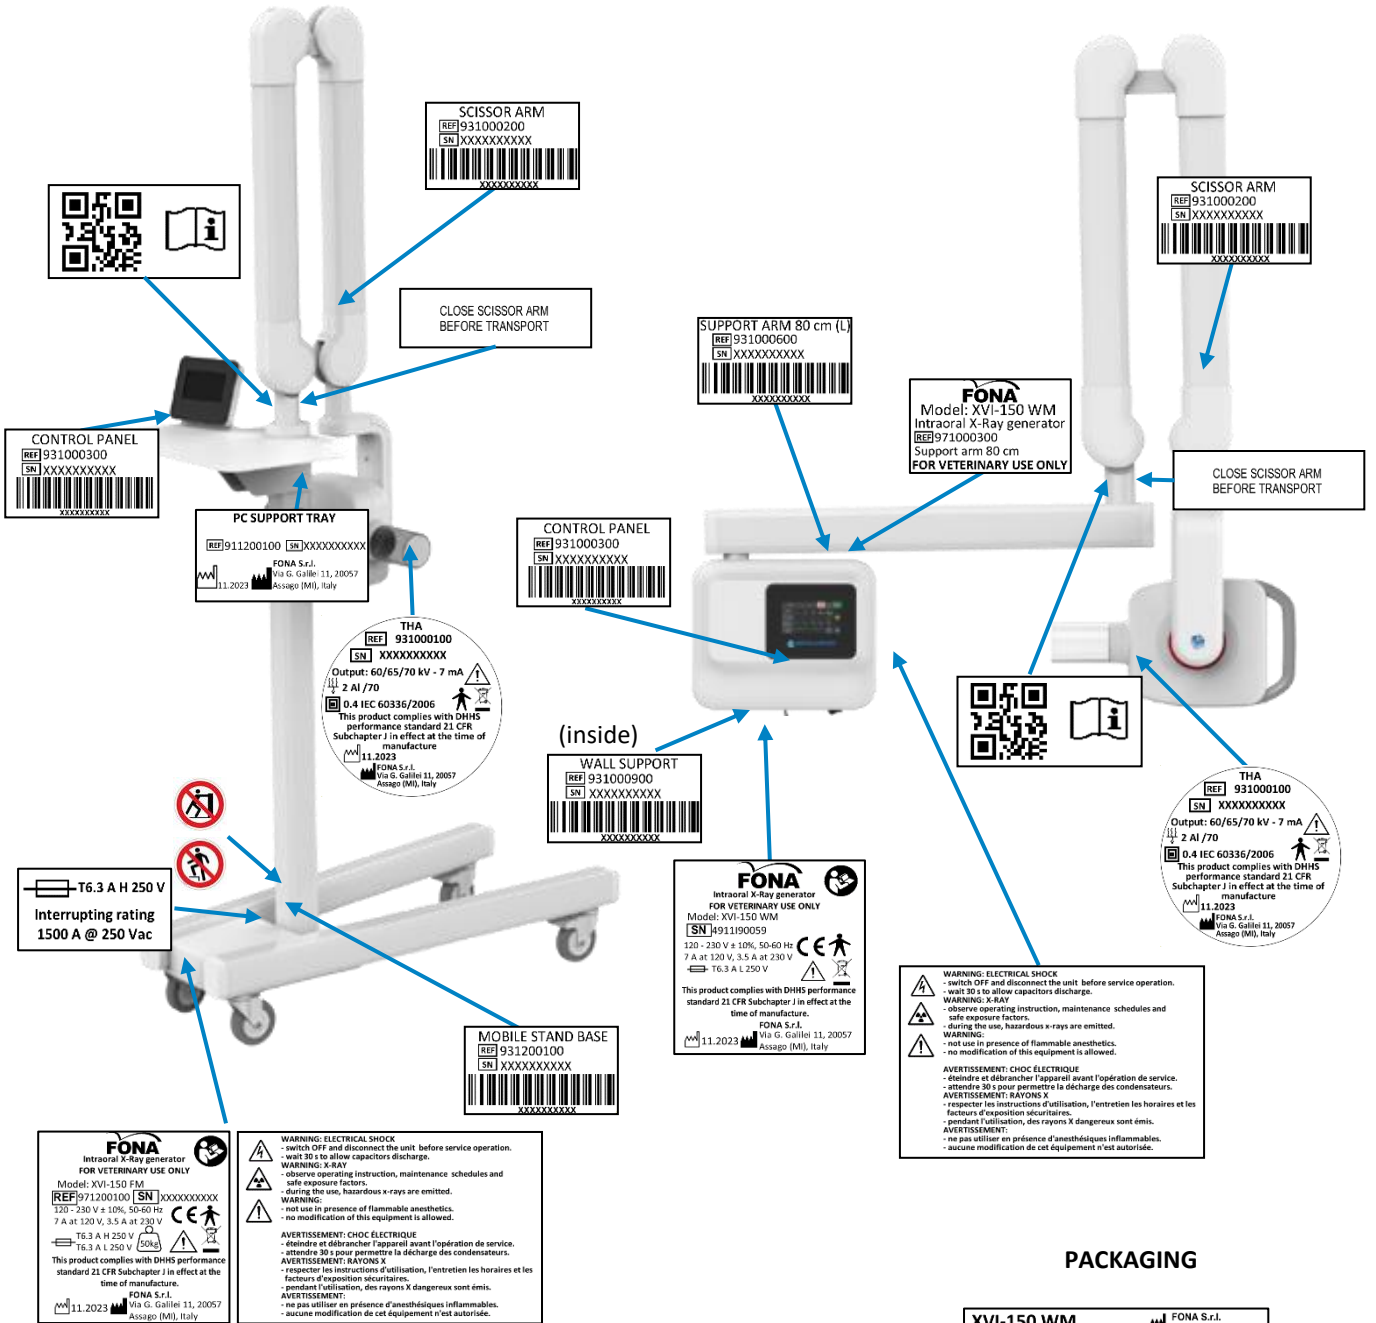 SCISSOR ARM
REF 931000200
SN XXXXXXXXXX
XXXXXXXXXX
CLOSE SCISSOR ARM
BEFORE TRANSPORT
CONTROL PANEL
REF 931000300
SN XXXXXXXXXX
XXXXXXXXXX
PC SUPPORT TRAY
REF 911200100 SN XXXXXXXXXX
11.2023
FONA S.r.l.
Via G. Galilei 11, 20057
Assago (MI), Italy
THA
REF 931000100
SN XXXXXXXXXX
Output: 60/65/70 kV - 7 mA
2 Al /70
0.4 IEC 60336/2006
This product complies with DHHS
performance standard 21 CFR
Subchapter J in effect at the time of
manufacture
11.2023
FONA S.r.l.
Via G. Galilei 11, 20057
Assago (MI), Italy
T6.3 A H 250 V
Interrupting rating
1500 A @ 250 Vac
MOBILE STAND BASE
REF 931200100
SN XXXXXXXXXX
XXXXXXXXXX
FONA
Intraoral X-Ray generator
FOR VETERINARY USE ONLY
Model: XVI-150 FM
REF 971200100 SN XXXXXXXXXX
120 - 230 V ± 10%, 50-60 Hz
7 A at 120 V, 3.5 A at 230 V
CE
T6.3 A H 250 V
T6.3 A L 250 V
50kg
This product complies with DHHS performance
standard 21 CFR Subchapter J in effect at the
time of manufacture.
11.2023
FONA S.r.l.
Via G. Galilei 11, 20057
Assago (MI), Italy
WARNING: ELECTRICAL SHOCK
- switch OFF and disconnect the unit before service operation.
- wait 30 s to allow capacitors discharge.
WARNING: X-RAY
- observe operating instruction, maintenance schedules and
safe exposure factors.
- during the use, hazardous x-rays are emitted.
WARNING:
- not use in presence of flammable anesthetics.
- no modification of this equipment is allowed.
AVERTISSEMENT: CHOC ÉLECTRIQUE
- éteindre et débrancher l'appareil avant l'opération de service.
- attendre 30 s pour permettre la décharge des condensateurs.
AVERTISSEMENT: RAYONS X
- respecter les instructions d'utilisation, l'entretien les horaires et les
facteurs d'exposition sécuritaires.
- pendant l'utilisation, des rayons X dangereux sont émis.
AVERTISSEMENT:
- ne pas utiliser en présence d'anesthésiques inflammables.
- aucune modification de cet équipement n'est autorisée.
SCISSOR ARM
REF 931000200
SN XXXXXXXXXX
XXXXXXXXXX
SUPPORT ARM 80 cm (L)
REF 931000600
SN XXXXXXXXXX
XXXXXXXXXX
FONA
Model: XVI-150 WM
Intraoral X-Ray generator
REF 971000300
Support arm 80 cm
FOR VETERINARY USE ONLY
CLOSE SCISSOR ARM
BEFORE TRANSPORT
CONTROL PANEL
REF 931000300
SN XXXXXXXXXX
XXXXXXXXXX
(inside)
WALL SUPPORT
REF 931000900
SN XXXXXXXXXX
XXXXXXXXXX
FONA
Intraoral X-Ray generator
FOR VETERINARY USE ONLY
Model: XVI-150 WM
SN 4911I90059
120 - 230 V ± 10%, 50-60 Hz
7 A at 120 V, 3.5 A at 230 V
CE
T6.3 A L 250 V
This product complies with DHHS performance
standard 21 CFR Subchapter J in effect at the
time of manufacture.
11.2023
FONA S.r.l.
Via G. Galilei 11, 20057
Assago (MI), Italy
THA
REF 931000100
SN XXXXXXXXXX
Output: 60/65/70 kV - 7 mA
2 Al /70
0.4 IEC 60336/2006
This product complies with DHHS
performance standard 21 CFR
Subchapter J in effect at the time of
manufacture
11.2023
FONA S.r.l.
Via G. Galilei 11, 20057
Assago (MI), Italy
WARNING: ELECTRICAL SHOCK
- switch OFF and disconnect the unit before service operation.
- wait 30 s to allow capacitors discharge.
WARNING: X-RAY
- observe operating instruction, maintenance schedules and
safe exposure factors.
- during the use, hazardous x-rays are emitted.
WARNING:
- not use in presence of flammable anesthetics.
- no modification of this equipment is allowed.
AVERTISSEMENT: CHOC ÉLECTRIQUE
- éteindre et débrancher l'appareil avant l'opération de service.
- attendre 30 s pour permettre la décharge des condensateurs.
AVERTISSEMENT: RAYONS X
- respecter les instructions d'utilisation, l'entretien les horaires et les
facteurs d'exposition sécuritaires.
- pendant l'utilisation, des rayons X dangereux sont émis.
AVERTISSEMENT:
- ne pas utiliser en présence d'anesthésiques inflammables.
- aucune modification de cet équipement n'est autorisée.
PACKAGING
XVI-150 WM
FONA S.r.l.